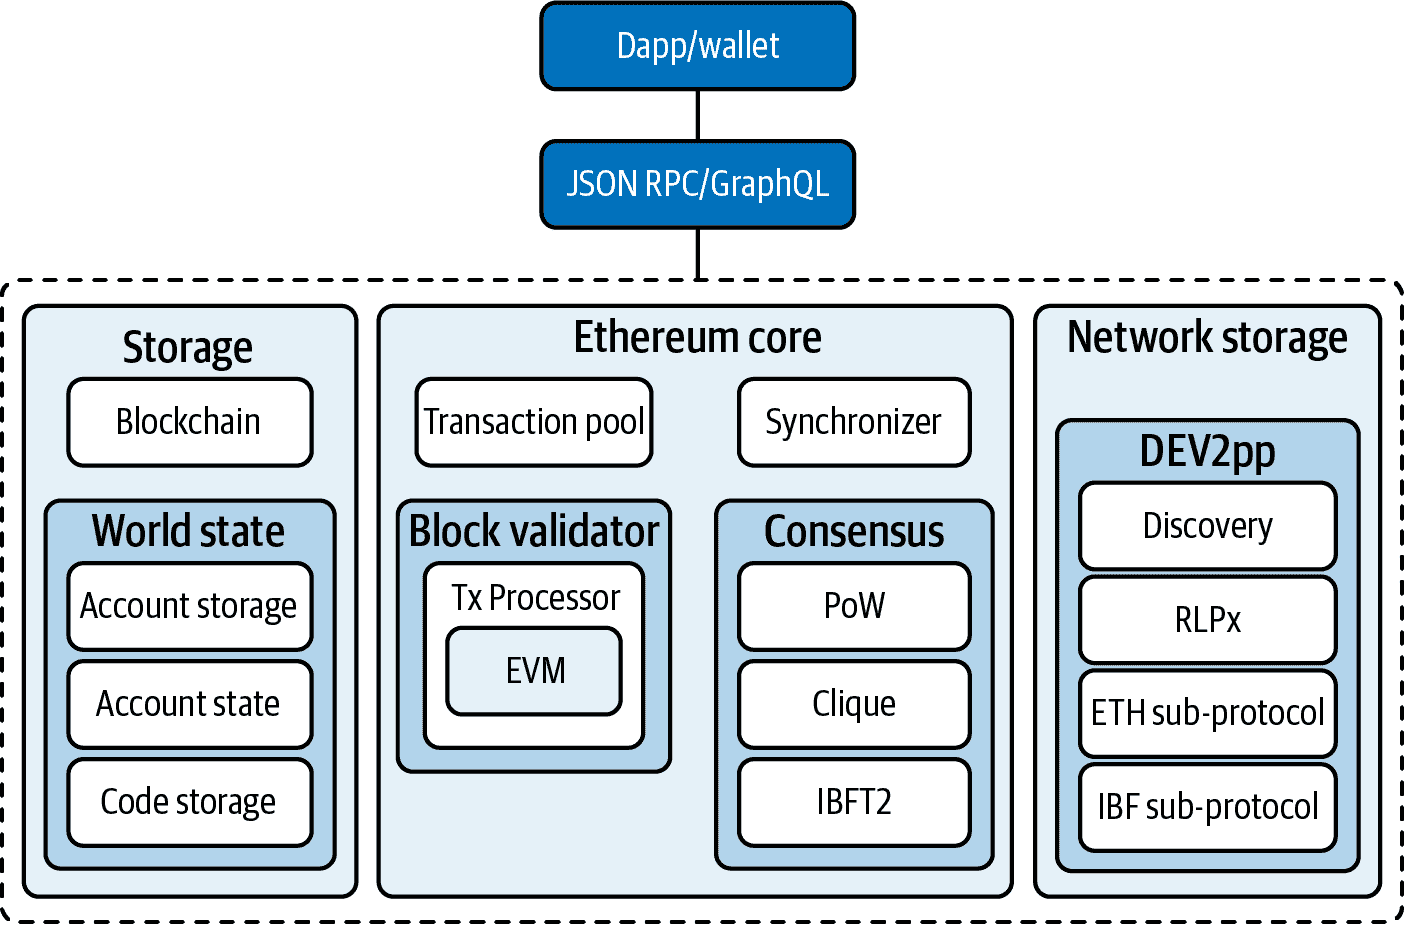 Dapp/wallet
JSON RPC/GraphQL
Storage
Blockchain
World state
Account storage
Account state
Code storage
Ethereum core
Transaction pool
Synchronizer
Block validator
Tx Processor
EVM
Consensus
PoW
Clique
IBFT2
Network storage
DEV2pp
Discovery
RLPx
ETH sub-protocol
IBF sub-protocol